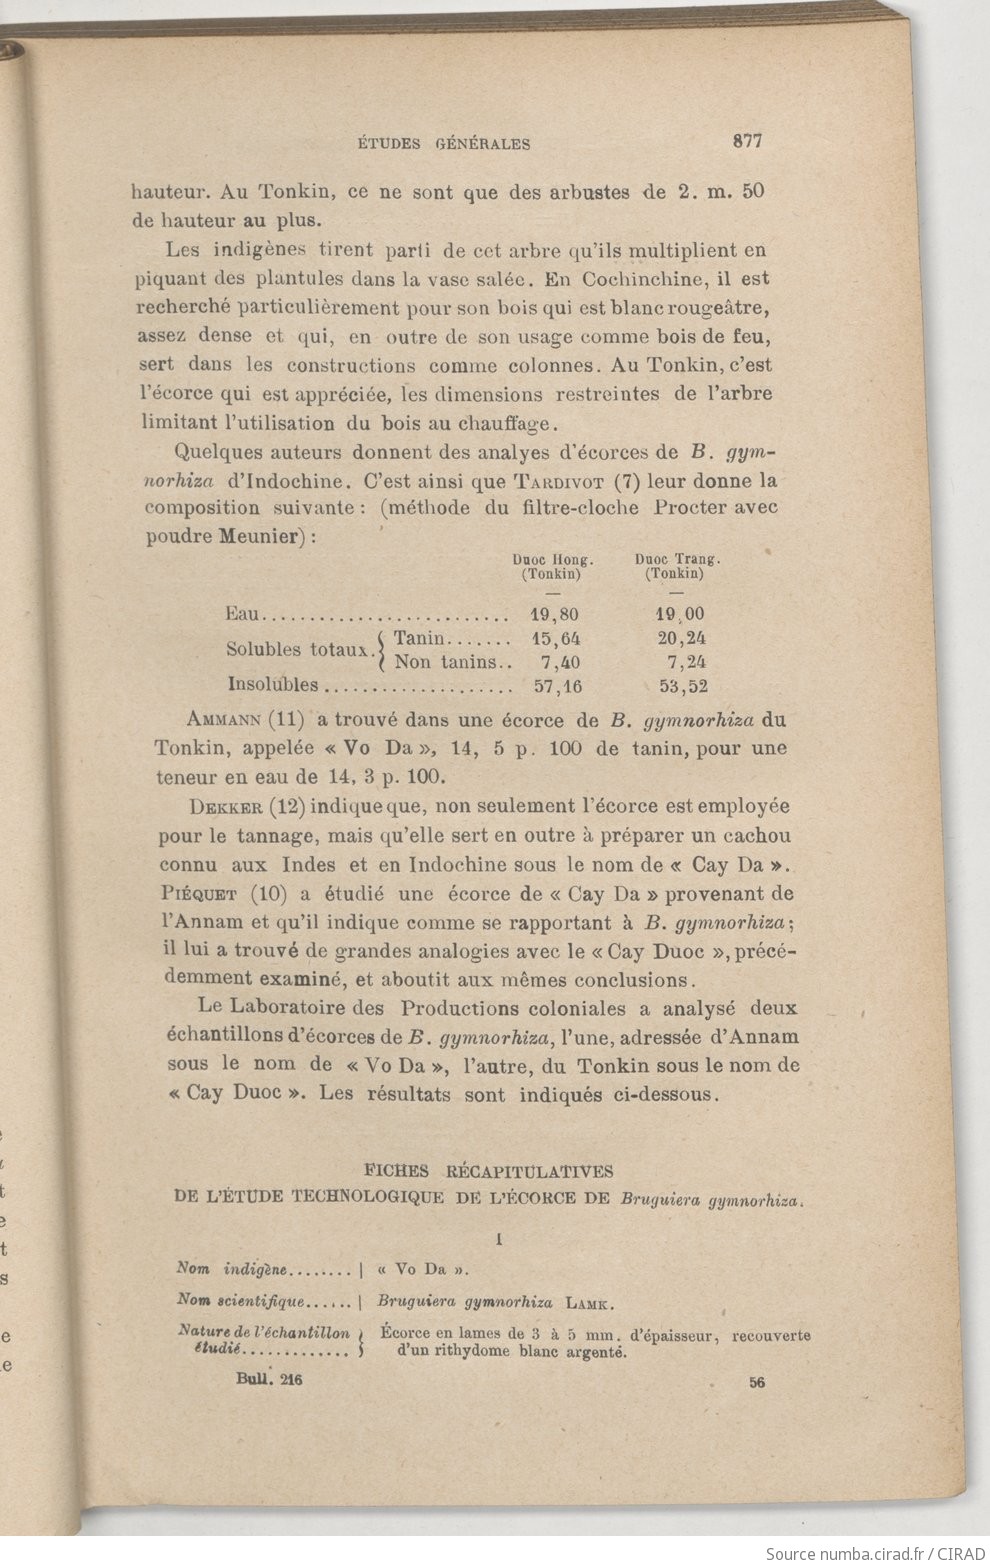 ÉTUDES GÉNÉRALES 877
hauteur. Au Tonkin, ce ne sont que des arbustes de 2. m. 50
de hauteur au plus.
Les indigènes tirent parti de cet arbre qu'ils multiplient en
piquant des plantules dans la vase salée. En Cochinchine, il est
recherché particulièrement pour son bois qui est blanc rougeâtre,
assez dense et qui, en outre de son usage comme bois de feu,
sert dans les constructions comme colonnes. Au Tonkin, c'est
l'écorce qui est appréciée, les dimensions restreintes de l'arbre
limitant l'utilisation du bois au chauffage.
Quelques auteurs donnent des analyes d'écorces de B. gym-
norhiza d'Indochine. C'est ainsi que TARDIVOT (7) leur donne la
composition suivante : (méthode du filtre-cloche Procter avec
poudre Meunier) :
Duoc Hong. Duoc Trang.
(Tonkin) (Tonkin)
— —
Eau.......................... 19,80 19,00
Solubles totaux. { Tanin....... 15,64 20,24
Non tanins.. 7,40 7,24
Insolubles.................... 57,16 53,52
AMMANN (11) a trouvé dans une écorce de B. gymnorhiza du
Tonkin, appelée « Vo Da », 14, 5 p. 100 de tanin, pour une
teneur en eau de 14, 3 p. 100.
DEKKER (12) indique que, non seulement l'écorce est employée
pour le tannage, mais qu'elle sert en outre à préparer un cachou
connu aux Indes et en Indochine sous le nom de « Cay Da ».
PIÉQUET (10) a étudié une écorce de « Cay Da » provenant de
l'Annam et qu'il indique comme se rapportant à B. gymnorhiza ;
il lui a trouvé de grandes analogies avec le « Cay Duoc », précé-
demment examiné, et aboutit aux mêmes conclusions.
Le Laboratoire des Productions coloniales a analysé deux
échantillons d'écorces de B. gymnorhiza, l'une, adressée d'Annam
sous le nom de « Vo Da », l'autre, du Tonkin sous le nom de
« Cay Duoc ». Les résultats sont indiqués ci-dessous.
FICHES RÉCAPITULATIVES
DE L'ÉTUDE TECHNOLOGIQUE DE L'ÉCORCE DE Bruguiera gymnorhiza.
I
Nom indigène........ | « Vo Da ».
Nom scientifique...... | Bruguiera gymnorhiza LAMK.
Nature de l'échantillon } Écorce en lames de 3 à 5 mm. d'épaisseur, recouverte
étudié............. d'un rithydome blanc argenté.
Bull. 216 56
Source numba.cirad.fr / CIRAD